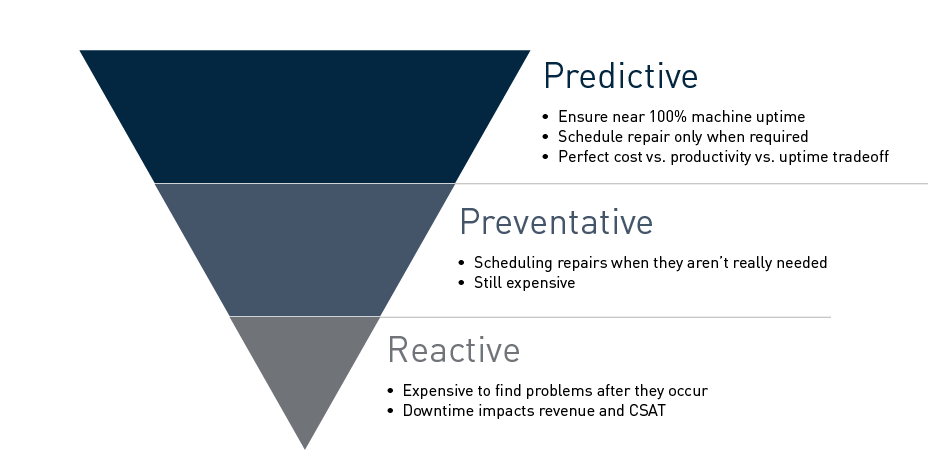 Predictive
• Ensure near 100% machine uptime
• Schedule repair only when required
• Perfect cost vs. productivity vs. uptime tradeoff
Preventative
• Scheduling repairs when they aren’t really needed
• Still expensive
Reactive
• Expensive to find problems after they occur
• Downtime impacts revenue and CSAT